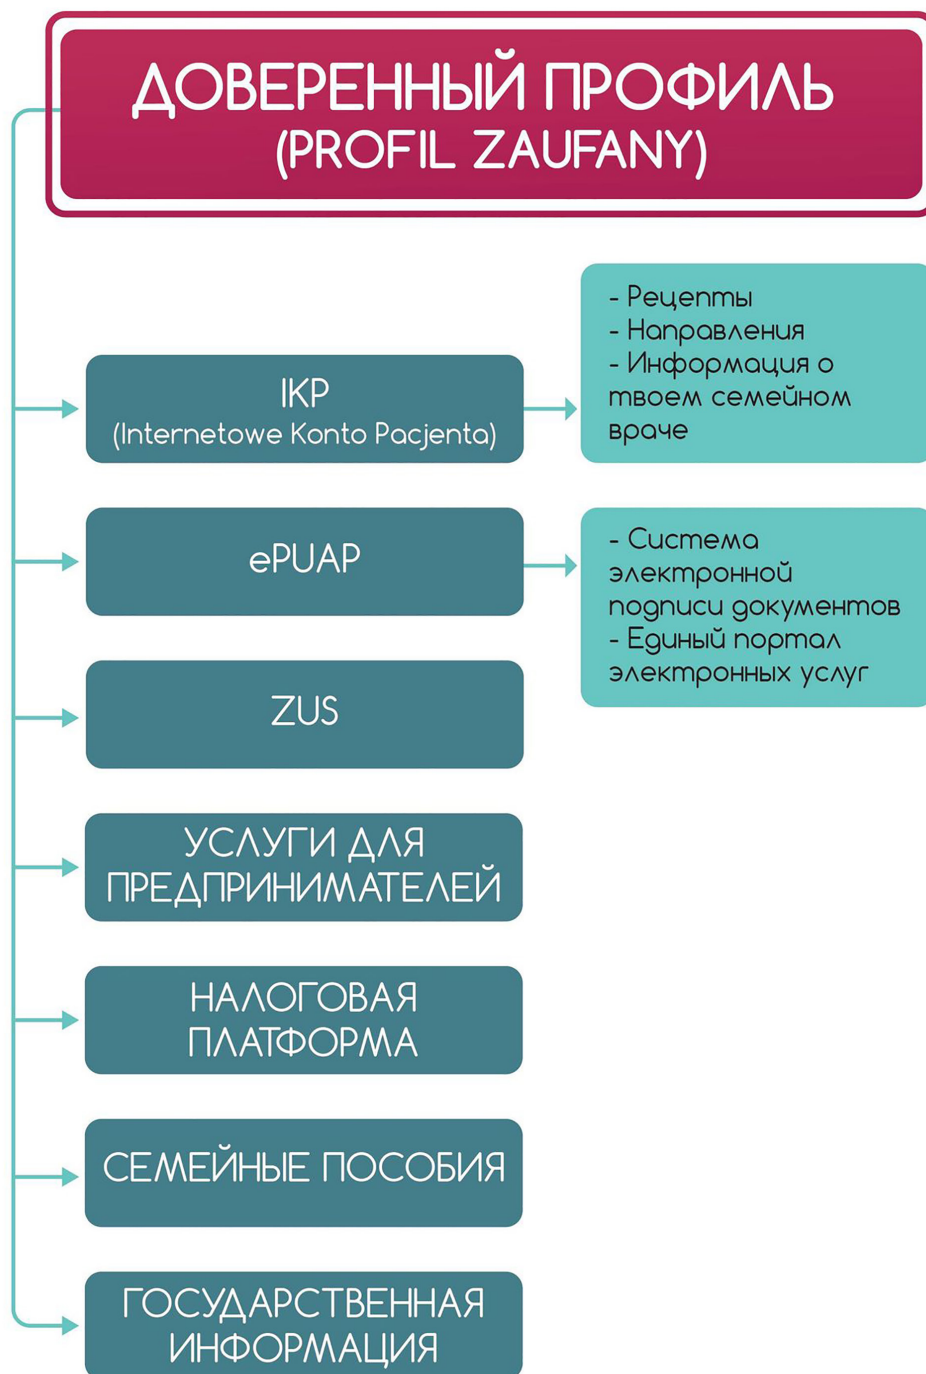 ДОВЕРЕННЫЙ ПРОФИЛЬ
(PROFIL ZAUFANY)
IKP
(Internetowe Konto Pacjenta)
- Рецепты
- Направления
- Информация о
твоем семейном
враче
ePUAP
- Система
электронной
подписи документов
- Единый портал
электронных услуг
ZUS
УСЛУГИ ДЛЯ
ПРЕДПРИНИМАТЕЛЕЙ
НАЛОГОВАЯ
ПЛАТФОРМА
СЕМЕЙНЫЕ ПОСОБИЯ
ГОСУДАРСТВЕННАЯ
ИНФОРМАЦИЯ